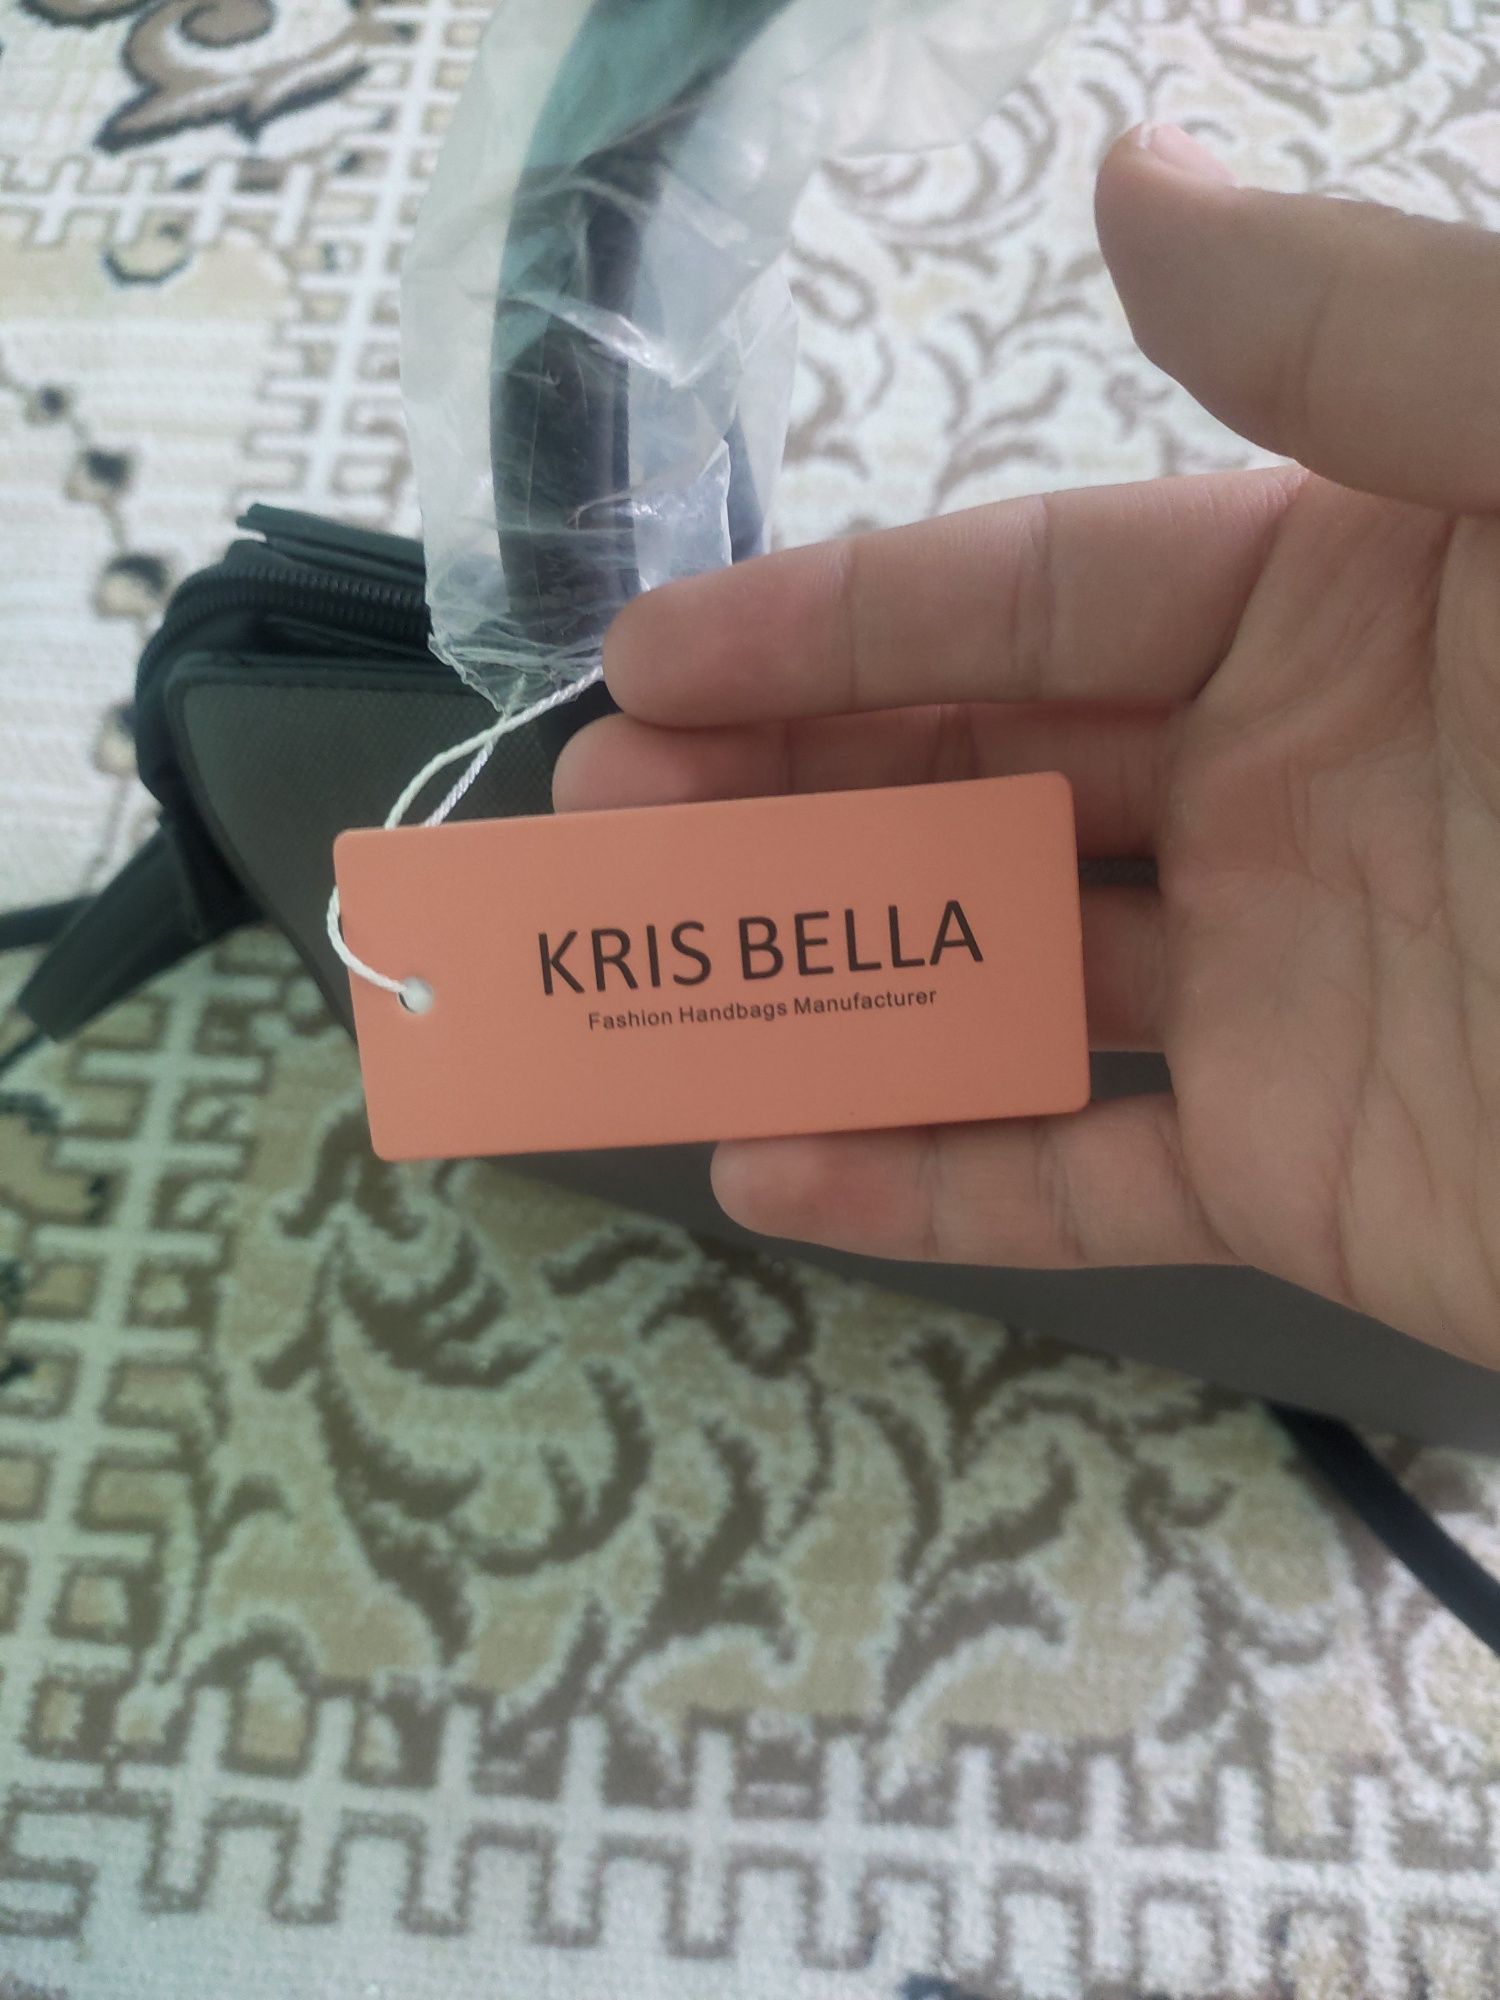 KRIS BELLA
Fashion Handbags Manufacturer